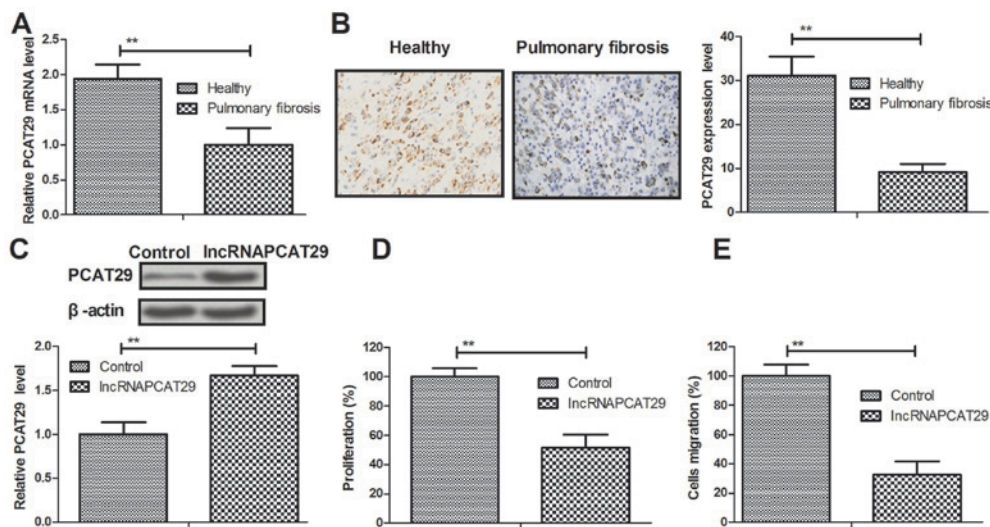 A
Relative PCAT29 mRNA level
2.5
2.0
1.5
1.0
0.5
0.0
**
Healthy
Pulmonary fibrosis
B
Healthy
Pulmonary fibrosis
PCAT29 expression level
40
30
20
10
0
**
Healthy
Pulmonary fibrosis
C
Control lncRNAPCAT29
PCAT29
β -actin
Relative PCAT29 level
2.0
1.5
1.0
0.5
0.0
**
Control
lncRNAPCAT29
D
Proliferation (%)
120
100
80
60
40
20
0
**
Control
lncRNAPCAT29
E
Cells migration (%)
120
100
80
60
40
20
0
**
Control
lncRNAPCAT29